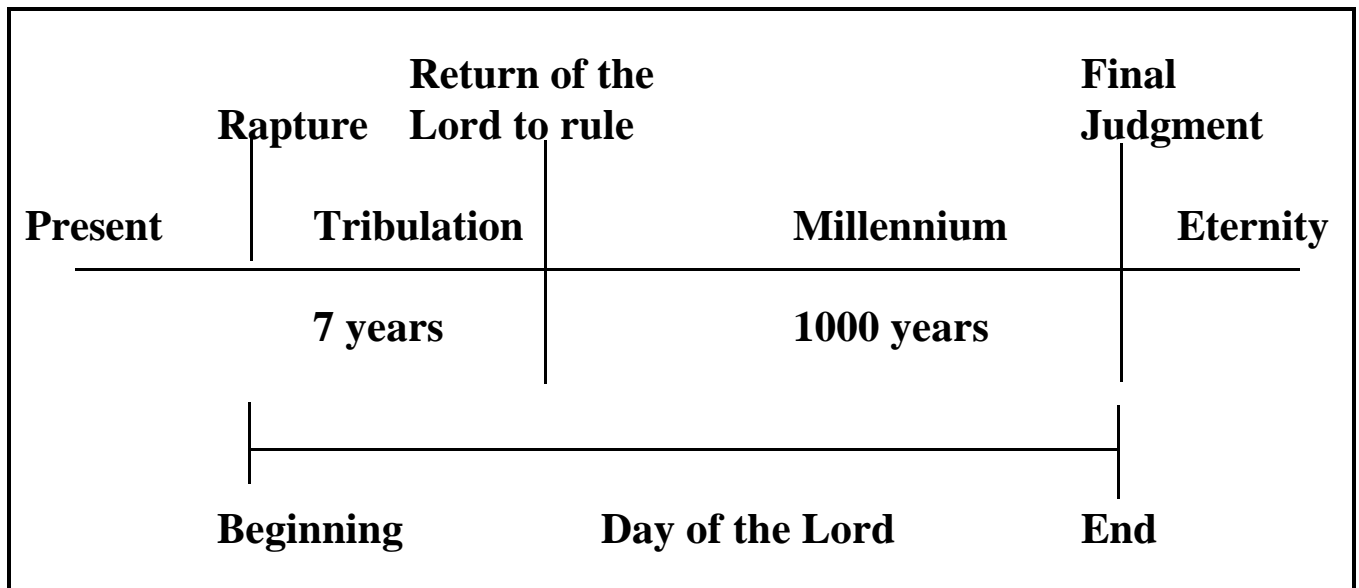 Return of the
Final
Rapture
Lord to rule
Judgment
Present
Tribulation
Millennium
Eternity
7 years
1000 years
Beginning
Day of the Lord
End